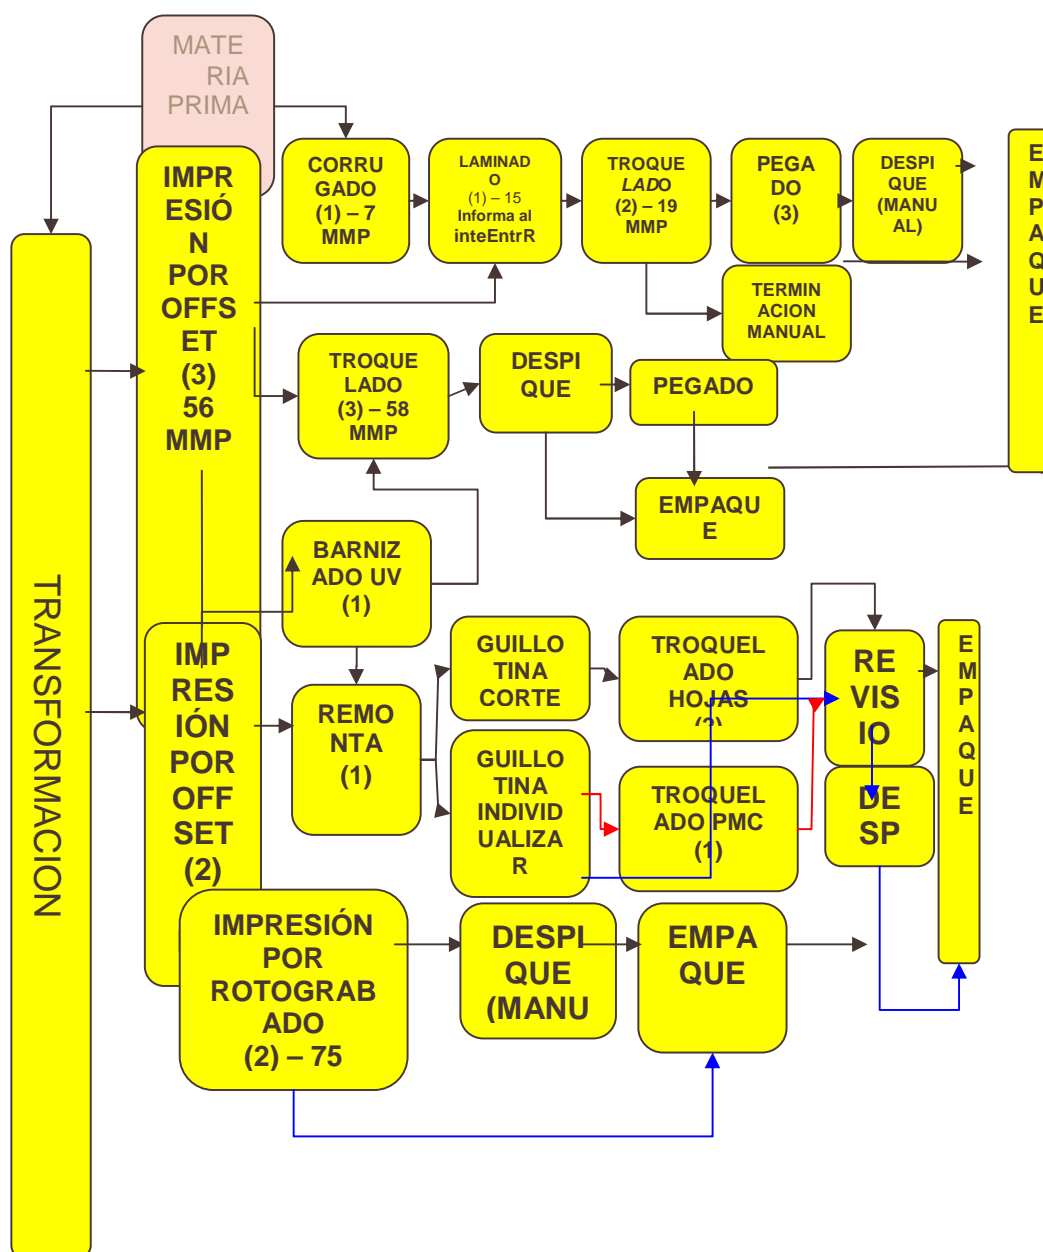 MATE
RIA
PRIMA
CORRU
GADO
(1) – 7
MMP
LAMINAD
O
(1) – 15
Informa al
inteEntrR
TROQUE
LADO
(2) – 19
MMP
PEGA
DO
(3)
DESPI
QUE
(MANU
AL)
E
M
P
A
Q
U
E
TERMIN
ACION
MANUAL
IMPR
ESIÓ
N
POR
OFFS
ET
(3)
56
MMP
TROQUE
LADO
(3) – 58
MMP
DESPI
QUE
PEGADO
EMPAQU
E
TRANSFORMACION
BARNIZ
ADO UV
(1)
IMP
RES
IÓN
POR
OFF
SET
(2)
REMO
NTA
(1)
GUILLO
TINA
CORTE
TROQUEL
ADO
HOJAS
(2)
RE
VIS
IO
E
M
P
A
Q
U
E
GUILLO
TINA
INDIVID
UALIZA
R
TROQUEL
ADO PMC
(1)
DE
SP
IMPRESIÓN
POR
ROTOGRAB
ADO
(2) – 75
DESPI
QUE
(MANU
EMPA
QUE